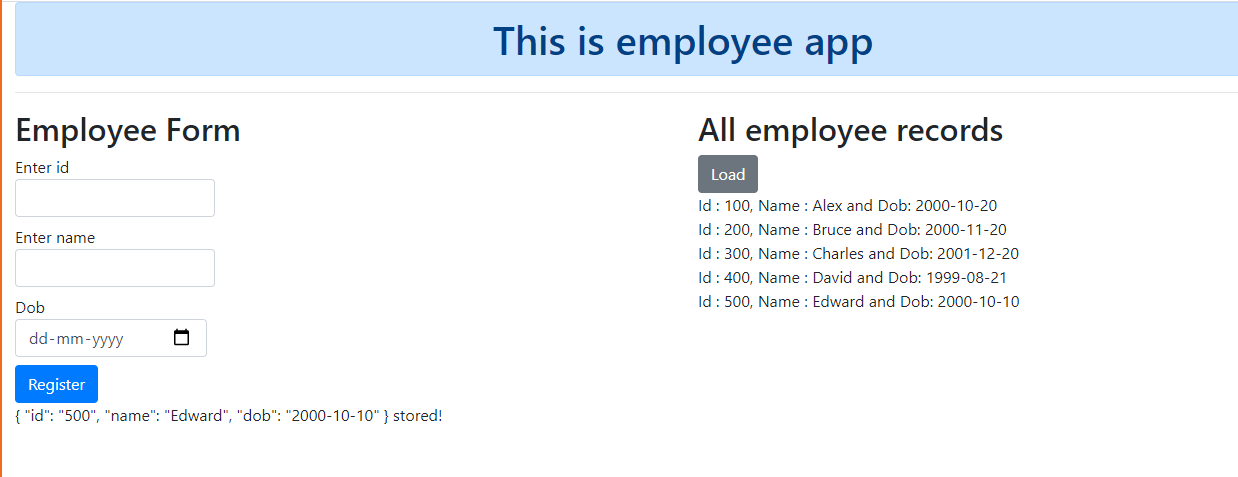 This is employee app
Employee Form
Enter id
Enter name
Dob
dd-mm-yyyy
Register
{ "id": "500", "name": "Edward", "dob": "2000-10-10" } stored!
All employee records
Load
Id : 100, Name : Alex and Dob: 2000-10-20
Id : 200, Name : Bruce and Dob: 2000-11-20
Id : 300, Name : Charles and Dob: 2001-12-20
Id : 400, Name : David and Dob: 1999-08-21
Id : 500, Name : Edward and Dob: 2000-10-10